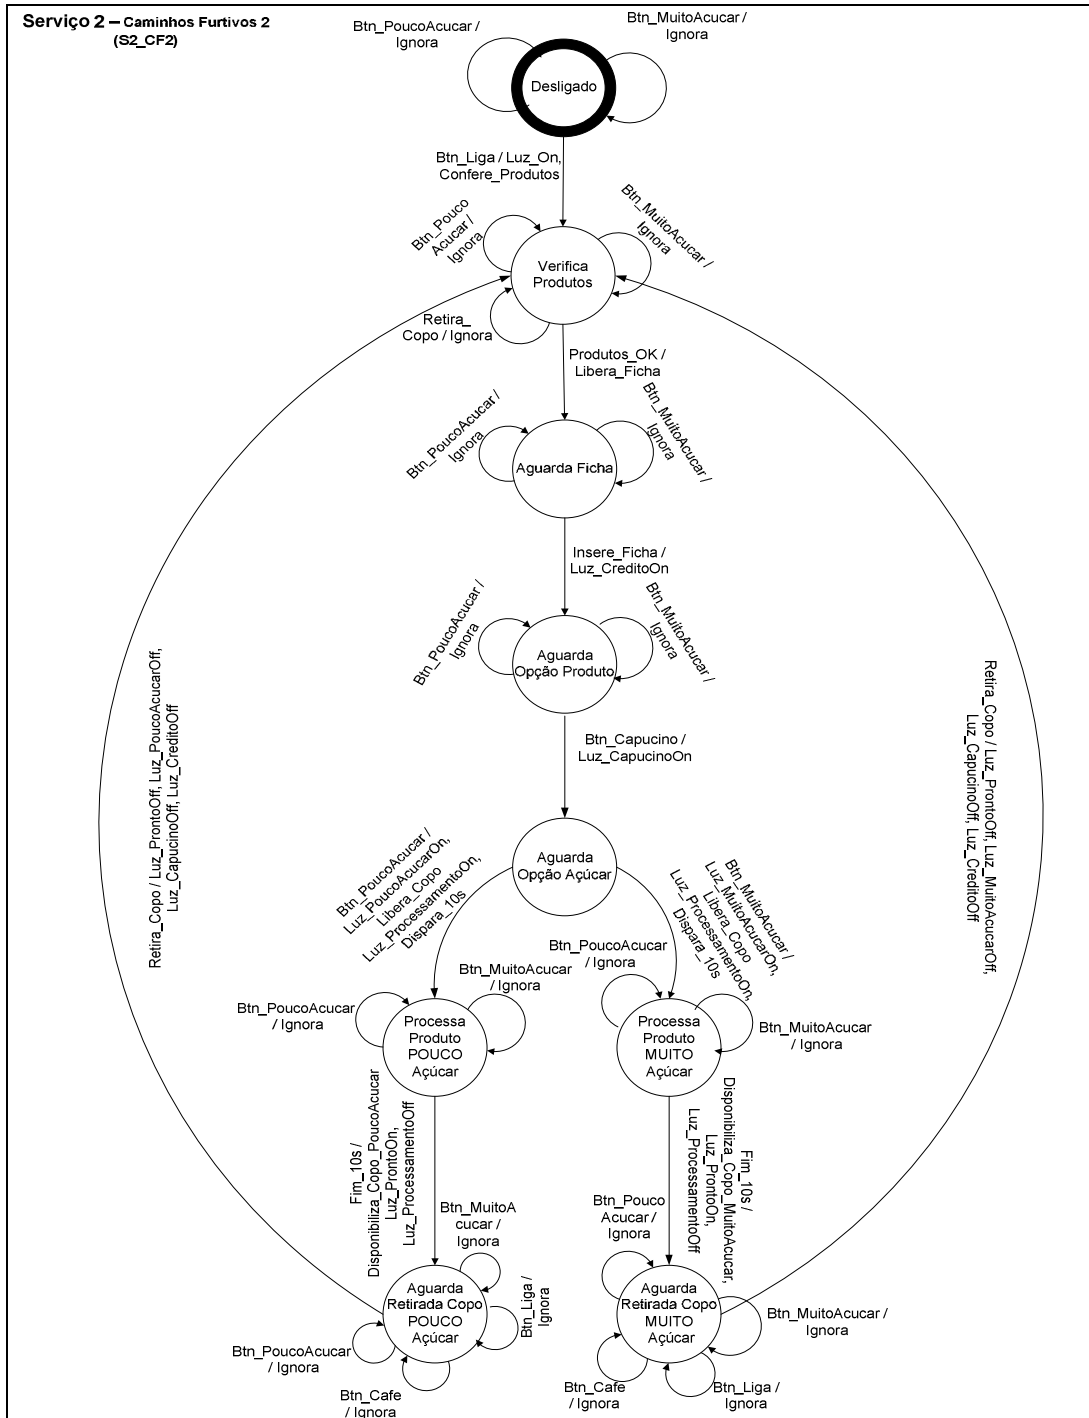 Serviço 2 – Caminhos Furtivos 2
(S2_CF2)
Btn_PoucoAcucar /
Ignora
Btn_MuitoAcucar /
Ignora
Desligado
Btn_Liga / Luz_On,
Confere_Produtos
Btn_Pouco
Acucar /
Ignora
Btn_MuitoAcucar /
Ignora
Verifica
Produtos
Retira_
Copo / Ignora
Produtos_OK /
Libera_Ficha
Btn_PoucoAcucar /
Ignora
Btn_MuitoAcucar /
Ignora
Aguarda Ficha
Insere_Ficha /
Luz_CreditoOn
Btn_PoucoAcucar /
Ignora
Btn_MuitoAcucar /
Ignora
Aguarda
Opção Produto
Btn_Capucino /
Luz_CapucinoOn
Retira_Copo / Luz_ProntoOff, Luz_PoucoAcucarOff,
Luz_CapucinoOff, Luz_CreditoOff
Retira_Copo / Luz_ProntoOff, Luz_MuitoAcucarOff,
Luz_CapucinoOff, Luz_CreditoOff
Aguarda
Opção Açúcar
Btn_PoucoAcucar /
Luz_PoucoAcucarOn,
Libera_Copo
Luz_ProcessamentoOn,
Dispara_10s
Btn_MuitoAcucar /
Luz_MuitoAcucarOn,
Libera_Copo
Luz_ProcessamentoOn,
Dispara_10s
Btn_PoucoAcucar
/ Ignora
Btn_MuitoAcucar
/ Ignora
Btn_PoucoAcucar
/ Ignora
Btn_MuitoAcucar
/ Ignora
Processa
Produto
POUCO
Açúcar
Processa
Produto
MUITO
Açúcar
Fim_10s /
Disponibiliza_Copo_PoucoAcucar
Luz_ProntoOn,
Luz_ProcessamentoOff
Fim_10s /
Disponibiliza_Copo_MuitoAcucar,
Luz_ProntoOn,
Luz_ProcessamentoOff
Btn_MuitoA
cucar /
Ignora
Btn_Pouco
Acucar /
Ignora
Aguarda
Retirada Copo
POUCO
Açúcar
Btn_Liga /
Ignora
Aguarda
Retirada Copo
MUITO
Açúcar
Btn_MuitoAcucar /
Ignora
Btn_PoucoAcucar
/ Ignora
Btn_Cafe
/ Ignora
Btn_Cafe
/ Ignora
Btn_Liga /
Ignora